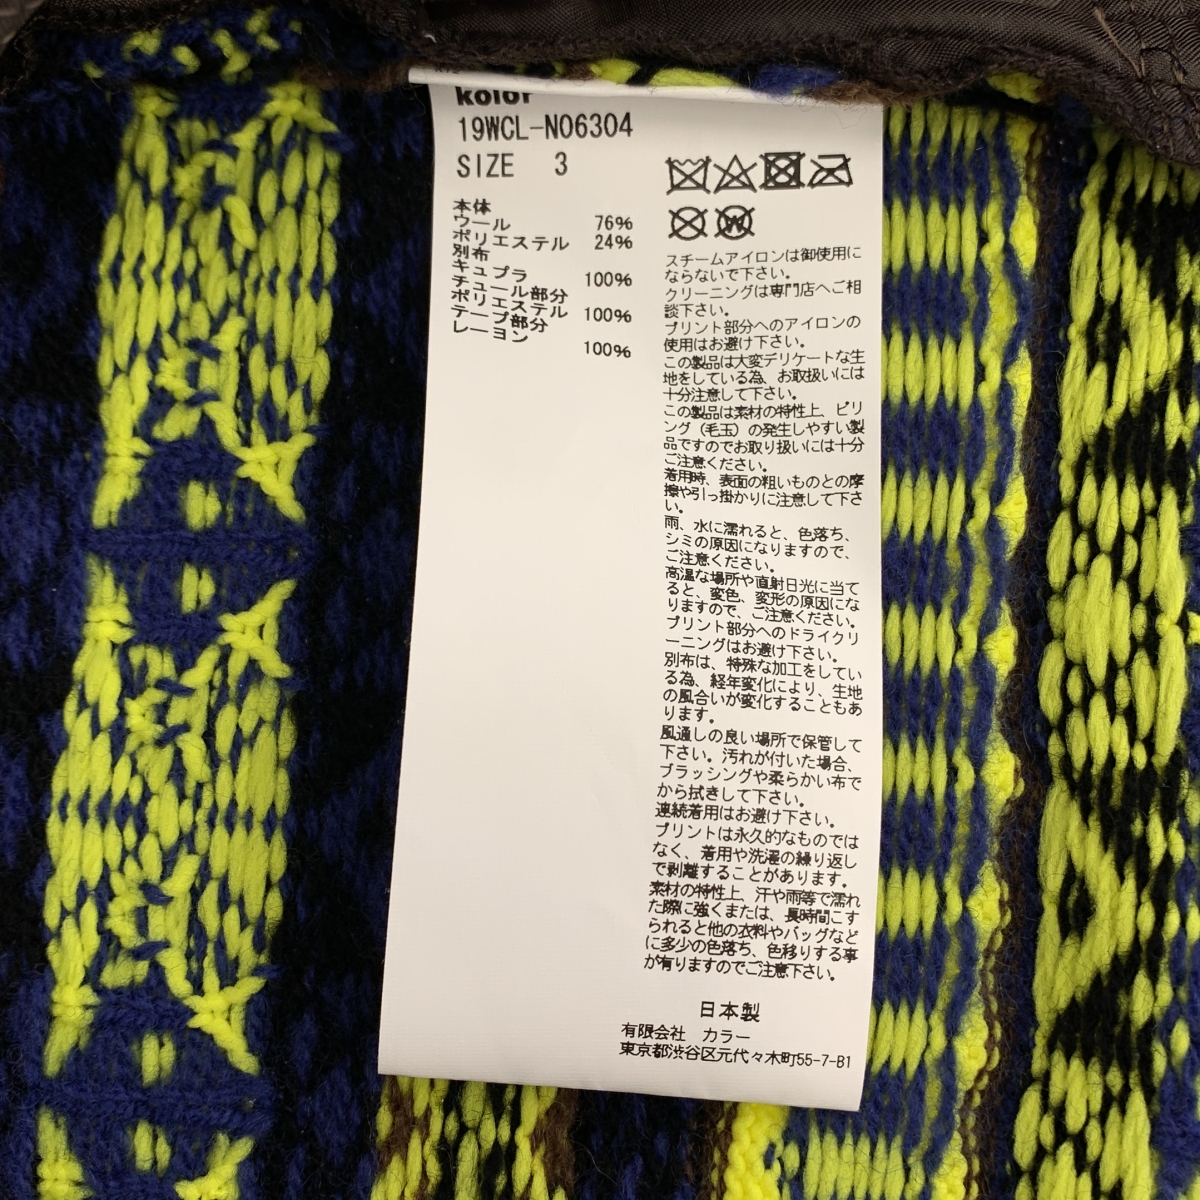 kolor
19WCL-N06304
SIZE 3
本体
ウール 76%
ポリエステル 24%
別布
キュプラ 100%
チュール部分
ポリエステル 100%
テープ部分
レーヨン 100%
スチームアイロンは御使用に
ならないで下さい。
クリーニングは専門店へご相
談下さい。
プリント部分へのアイロンの
使用はお避け下さい。
この製品は大変デリケートな生
地をしている為、お取扱いには
十分注意して下さい。
この製品は素材の特性上、ピリ
ング(毛玉)の発生しやすい製
品ですのでお取り扱いには十分
ご注意ください。
着用時、表面の粗いものとの摩
擦や引っ掛かりに注意して下さ
い。
雨、水に濡れると、色落ち、
シミの原因になりますので、
ご注意ください。
高温な場所や直射日光に当て
ると、変色、変形の原因にな
りますので、ご注意ください。
プリント部分へのドライクリ
ーニングはお避け下さい。
別布は、特殊な加工をしてい
る為、経年変化により、生地
の風合いが変化することもあ
ります。
風通しの良い場所で保管して
下さい。汚れが付いた場合、
ブラッシングや柔らかい布で
から拭きして下さい。
連続着用はお避け下さい。
プリントは永久的なものでは
なく、着用や洗濯の繰り返し
で剥離することがあります。
素材の特性上、汗や雨等で濡れ
た際に強くまたは、長時間こす
られると他の衣料やバッグなど
に多少の色落ち、色移りする事
が有りますのでご注意下さい。
日本製
有限会社 カラー
東京都渋谷区元代々木町55-7-B1